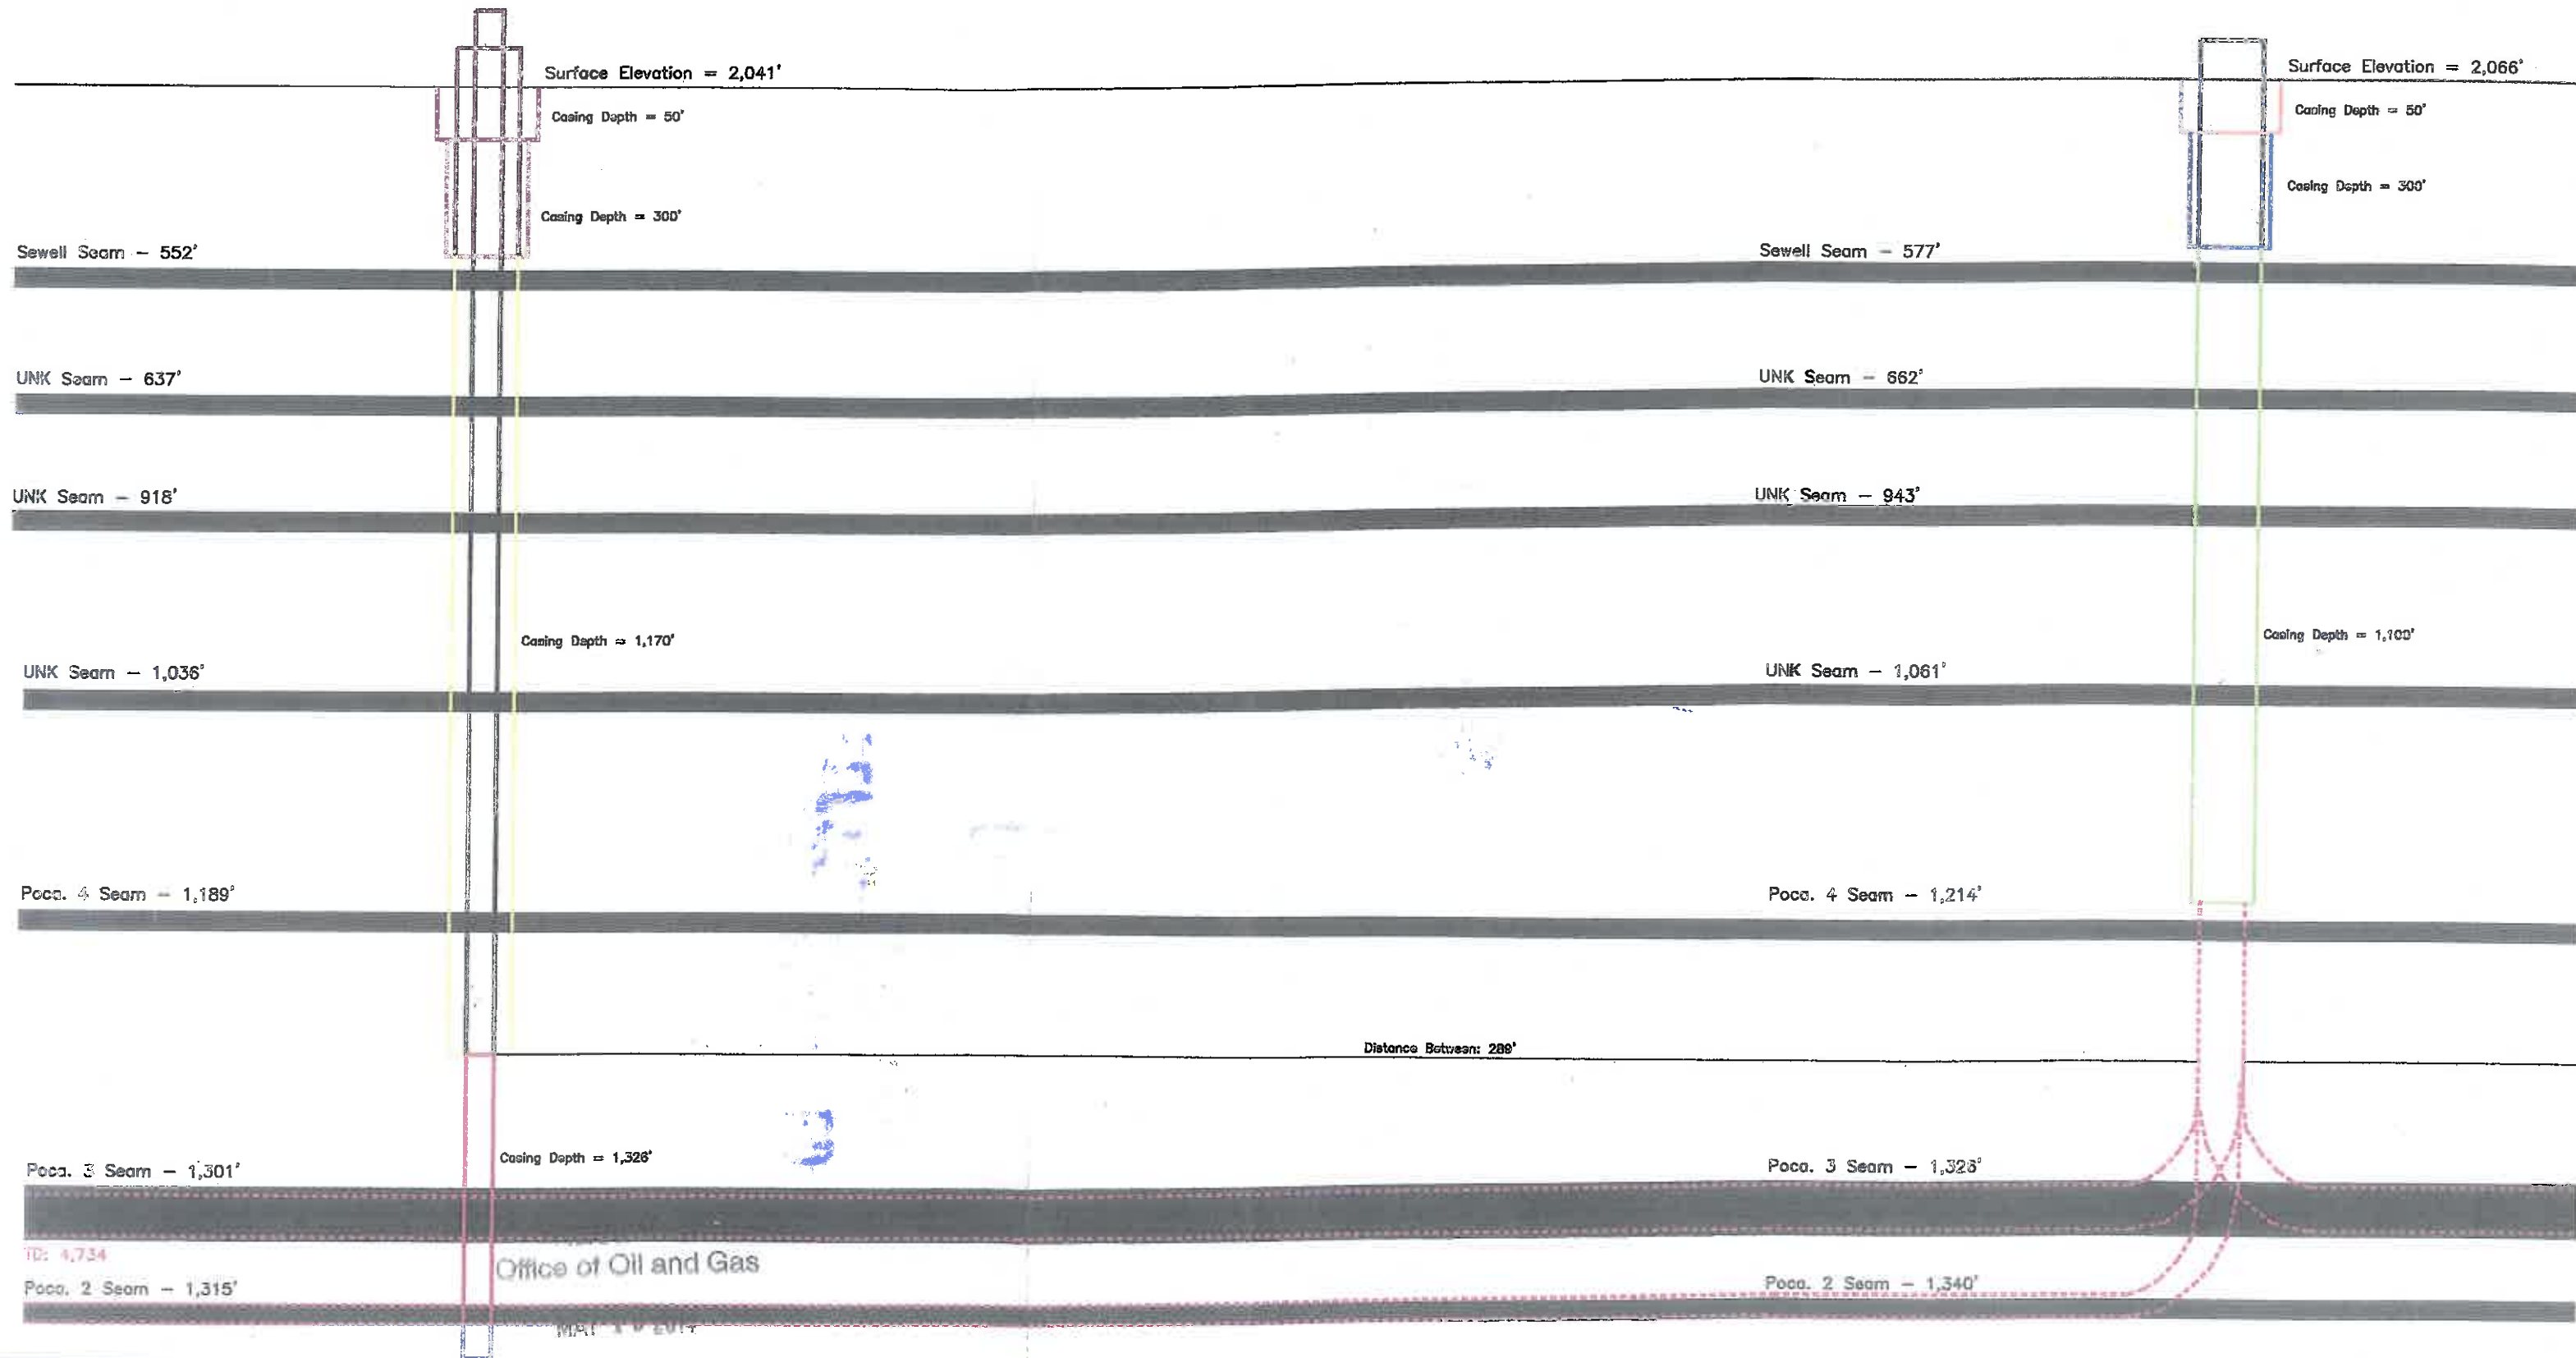 Surface Elevation = 2,041'
Surface Elevation = 2,066'
Casing Depth = 50'
Casing Depth = 50'
Casing Depth = 300'
Casing Depth = 300'
Sewell Seam - 552'
Sewell Seam - 577'
UNK Seam - 637'
UNK Seam - 662'
UNK Seam - 918'
UNK Seam - 943'
Casing Depth = 1,170'
Casing Depth = 1,100'
UNK Seam - 1,036'
UNK Seam - 1,061'
Poca. 4 Seam - 1,189'
Poca. 4 Seam - 1,214'
Distance Between: 289'
Casing Depth = 1,326'
Poca. 3 Seam - 1,301'
Poca. 3 Seam - 1,326'
TD: 4,734
Office of Oil and Gas
Poca. 2 Seam - 1,315'
Poca. 2 Seam - 1,340'